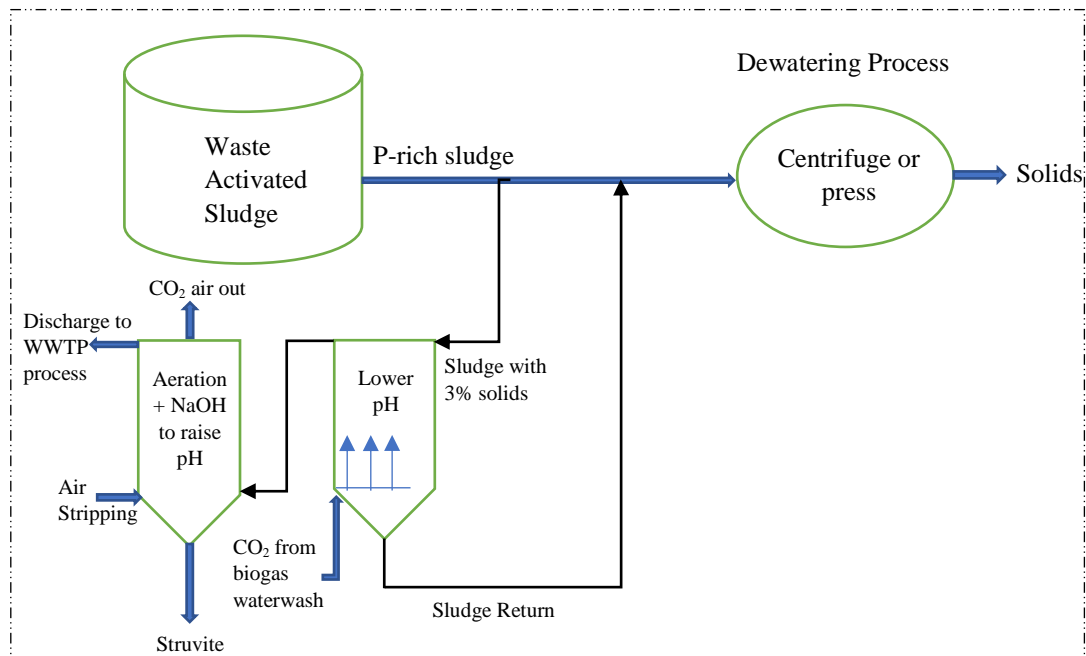 Dewatering Process
Waste
Activated
Sludge
P-rich sludge
Centrifuge or
press
Solids
CO₂ air out
Discharge to
WWTP
process
Aeration
+ NaOH
to raise
pH
Lower
pH
Sludge with
3% solids
Air
Stripping
CO₂ from
biogas
waterwash
Sludge Return
Struvite